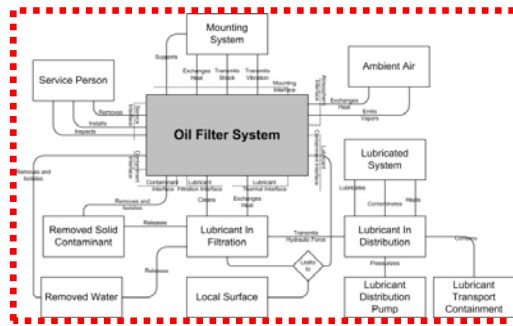 Mounting
System
Supports
Exchanges
Heat
Transmits
Shock
Transmits
Vibration
Mounting
Interface
Service Person
Ambient Air
Removes
Installs
Inspects
Service
Interface
Exchanges
Heat
Emits
Vapors
Oil Filter System
Lubricated
System
Removes and
Isolates
Contaminant
Interface
Lubricant
Filtration Interface
Lubricant
Thermal Interface
Lubricates
Contaminates
Heats
Removes and
Isolates
Cleans
Exchanges
Heat
Removed Solid
Contaminant
Releases
Lubricant In
Filtration
Transmits
Hydraulic Force
Lubricant In
Distribution
Releases
Leaks
to
Pressurizes
Contains
Removed Water
Local Surface
Lubricant
Distribution
Pump
Lubricant
Transport
Containment